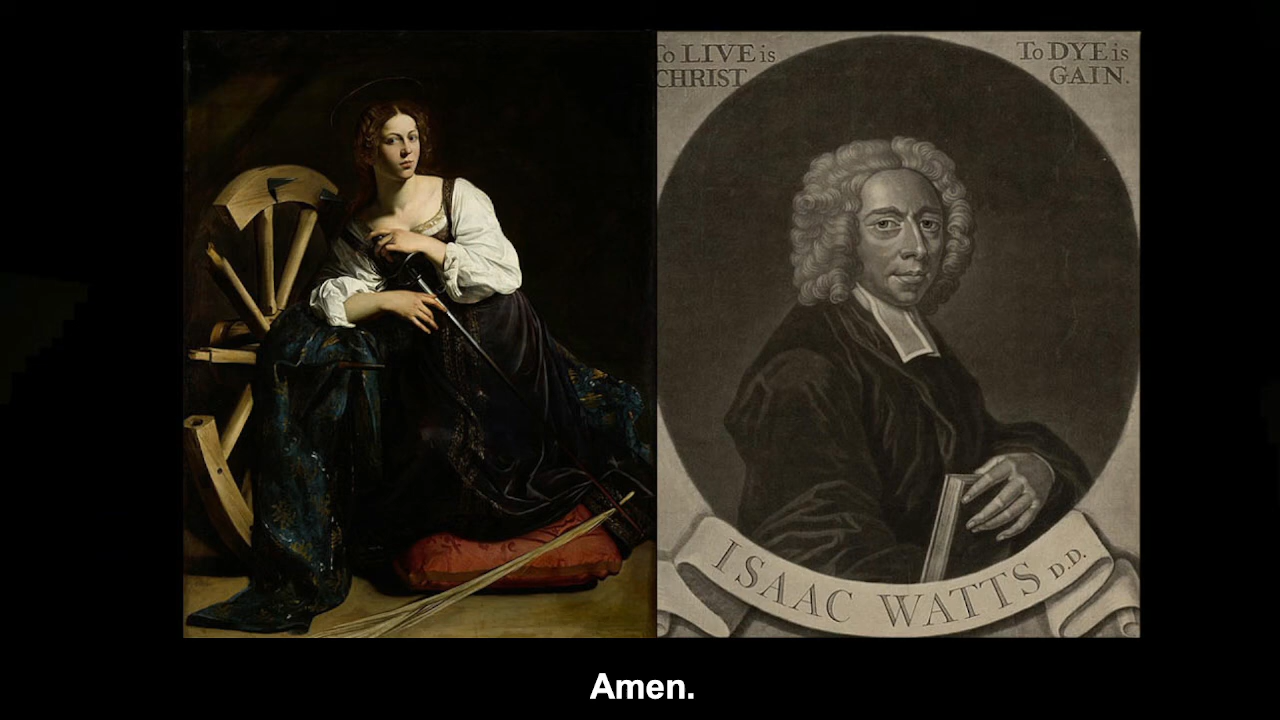 To LIVE is
CHRIST
To DYE is
GAIN.
ISAAC WATTS D.D.
Amen.